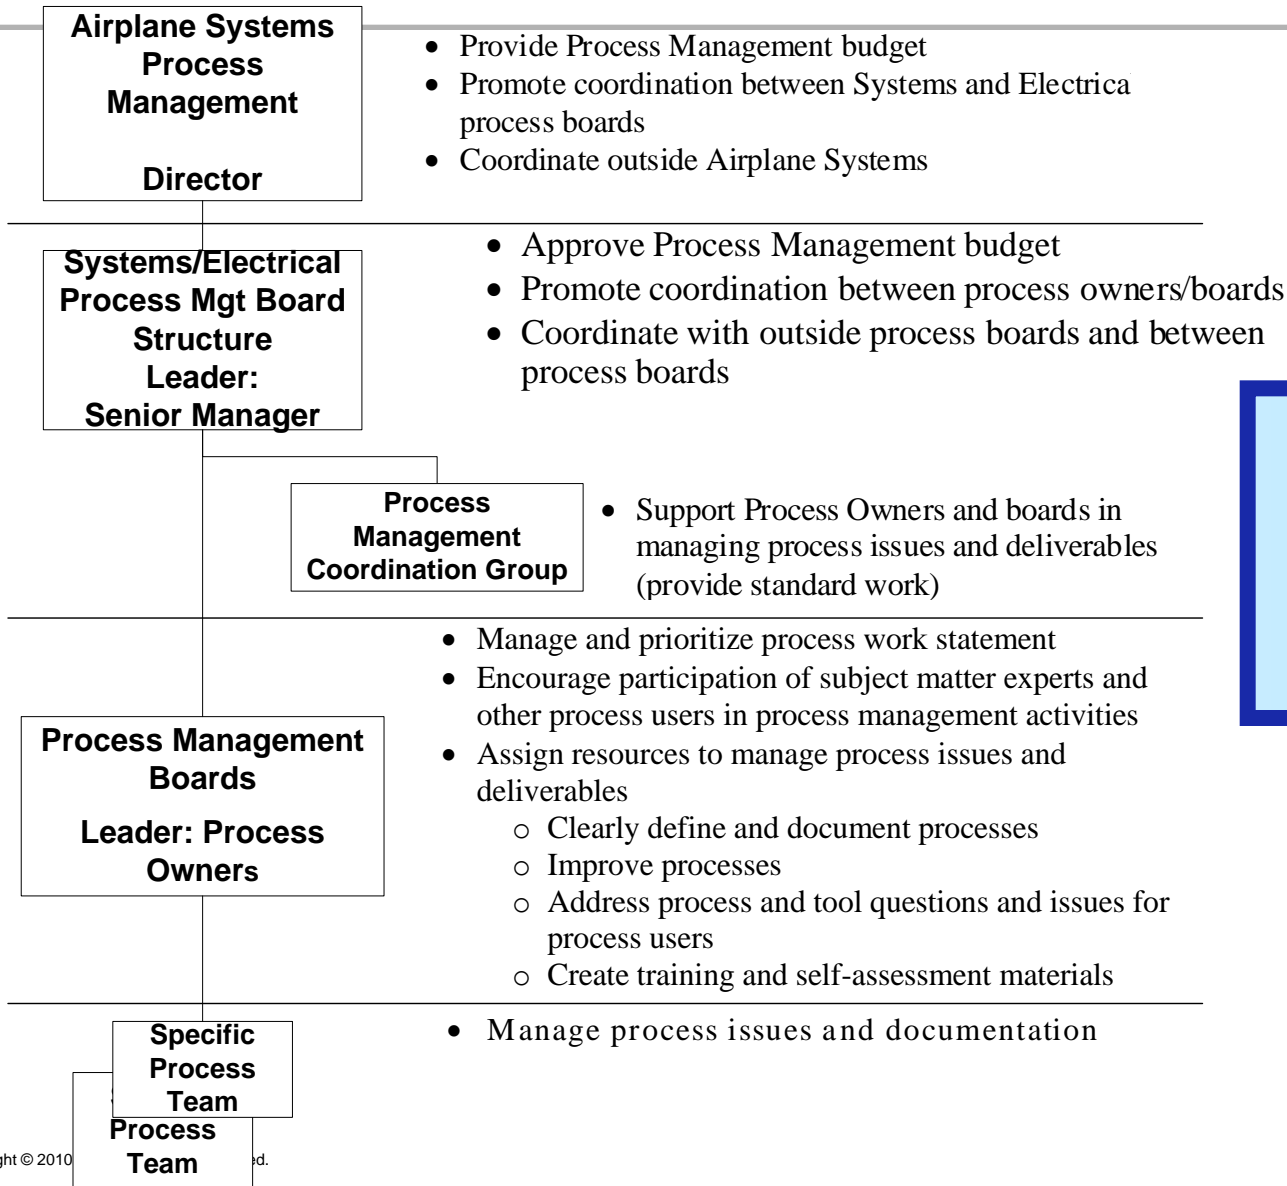 Airplane Systems
Process
Management
Director
• Provide Process Management budget
• Promote coordination between Systems and Electrica
process boards
• Coordinate outside Airplane Systems
Systems/Electrical
Process Mgt Board
Structure
Leader:
Senior Manager
• Approve Process Management budget
• Promote coordination between process owners/boards
• Coordinate with outside process boards and between
process boards
Process
Management
Coordination Group
• Support Process Owners and boards in
managing process issues and deliverables
(provide standard work)
Process Management
Boards
Leader: Process
Owners
• Manage and prioritize process work statement
• Encourage participation of subject matter experts and
other process users in process management activities
• Assign resources to manage process issues and
deliverables
o Clearly define and document processes
o Improve processes
o Address process and tool questions and issues for
process users
o Create training and self-assessment materials
Specific
Process
Team
• Manage process issues and documentation
Process
Team
ght © 2010
ed.